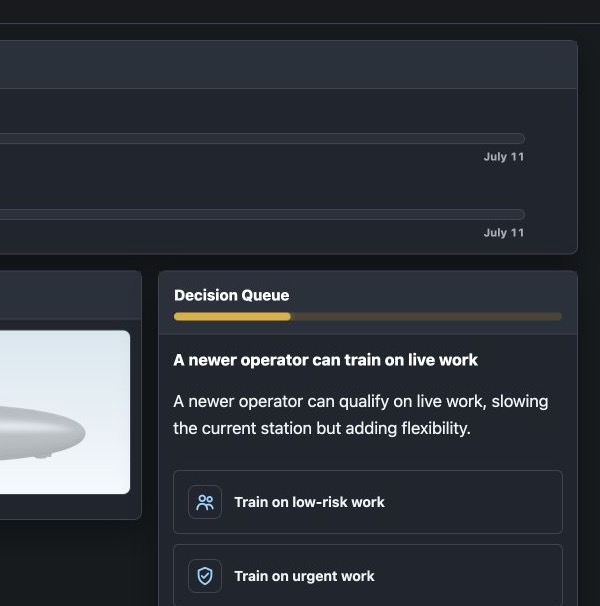 July 11
July 11
Decision Queue
A newer operator can train on live work
A newer operator can qualify on live work, slowing
the current station but adding flexibility.
Train on low-risk work
Train on urgent work